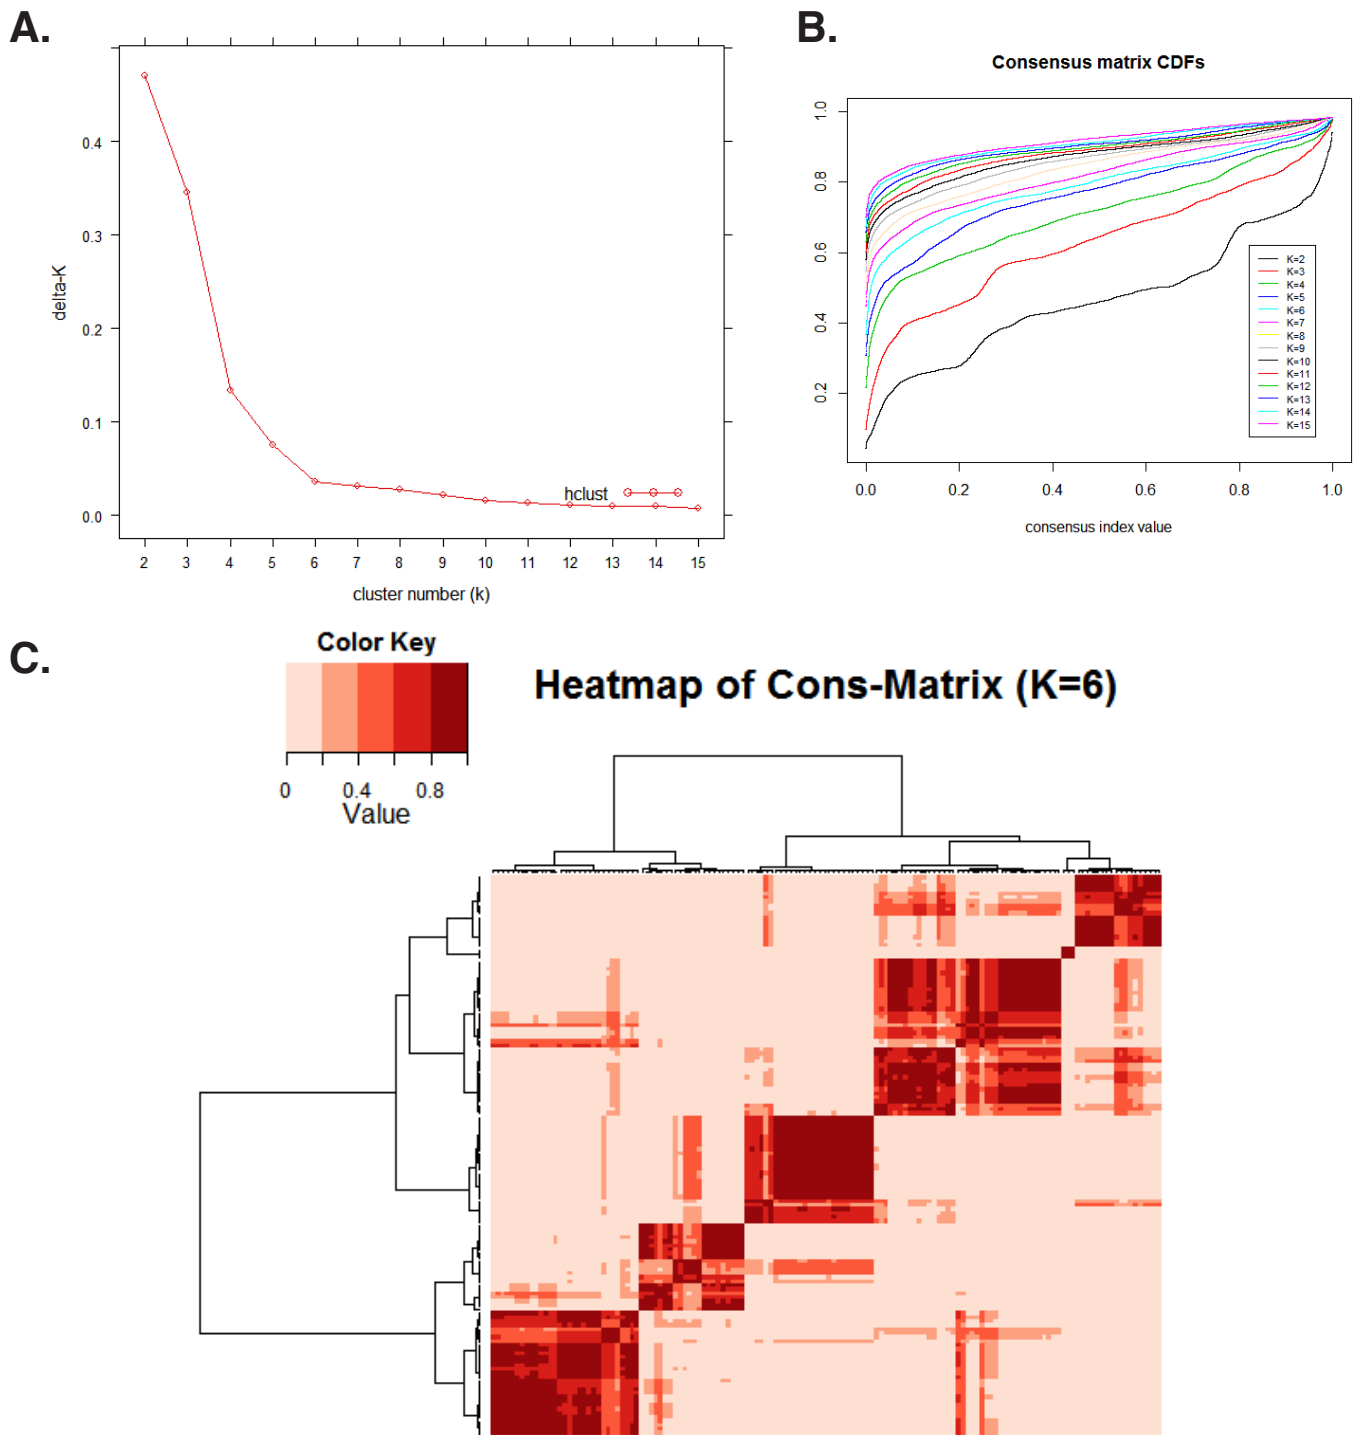 A.
0.4
0.3
0.2
0.1
0.0
delta-K
hclust
2 3 4 5 6 7 8 9 10 11 12 13 14 15
cluster number (k)
B.
Consensus matrix CDFs
1.0
0.8
0.6
0.4
0.2
K=2
K=3
K=4
K=5
K=6
K=7
K=8
K=9
K=10
K=11
K=12
K=13
K=14
K=15
0.0 0.2 0.4 0.6 0.8 1.0
consensus index value
C.
Color Key
0 0.4 0.8
Value
Heatmap of Cons-Matrix (K=6)